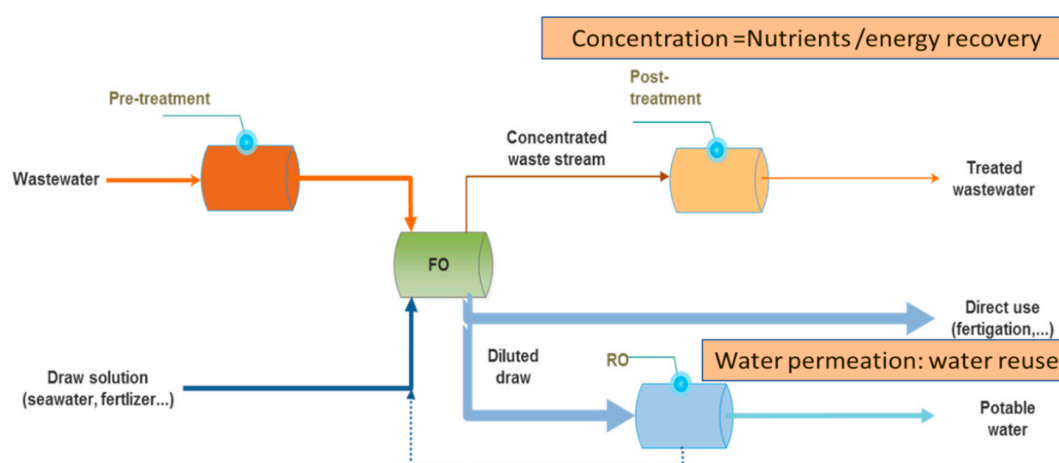 Concentration =Nutrients /energy recovery
Pre-treatment
Post-
treatment
Concentrated
waste stream
Wastewater
Treated
wastewater
FO
Direct use
(fertigation,...)
Diluted
draw
RO
Water permeation: water reuse
Draw solution
(seawater, fertlizer...)
Potable
water